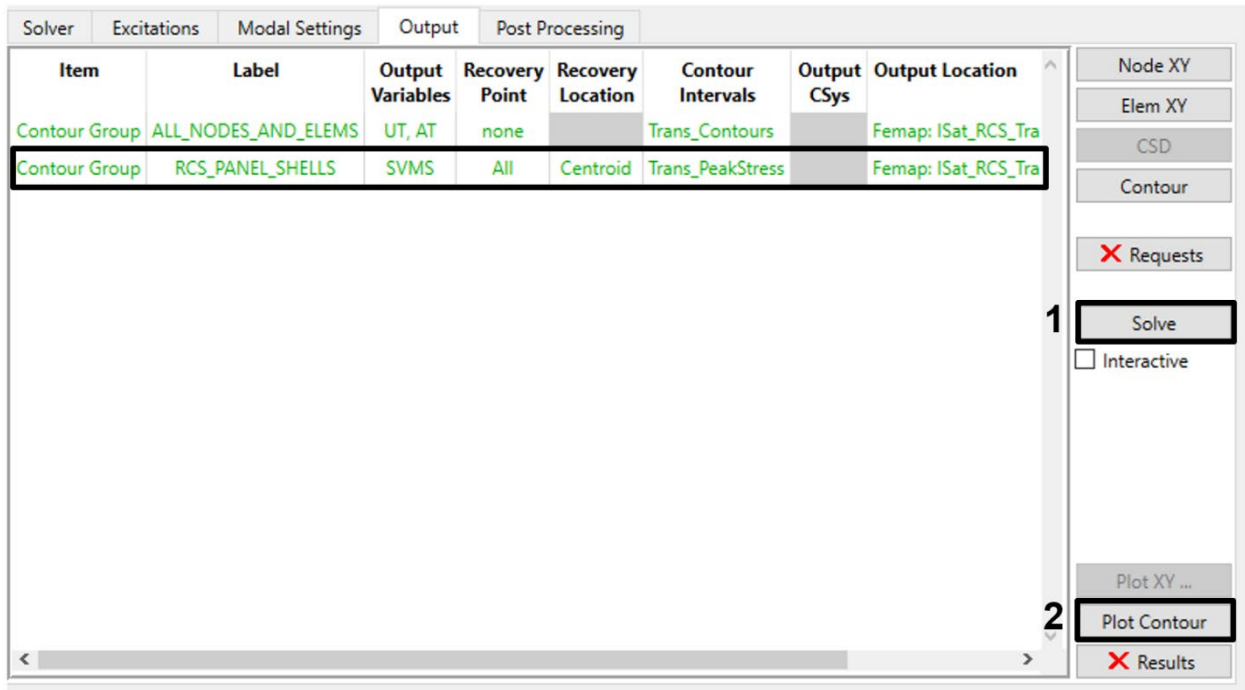 Solver Excitations Modal Settings Output Post Processing
Item Label Output Variables Recovery Point Recovery Location Contour Intervals Output CSys Output Location
Contour Group ALL_NODES_AND_ELEMS UT, AT none Trans_Contours Femap: ISat_RCS_Tra
Contour Group RCS_PANEL_SHELLS SVMS All Centroid Trans_PeakStress Femap: ISat_RCS_Tra
Node XY
Elem XY
CSD
Contour
Requests
1 Solve
Interactive
Plot XY ...
2 Plot Contour
Results